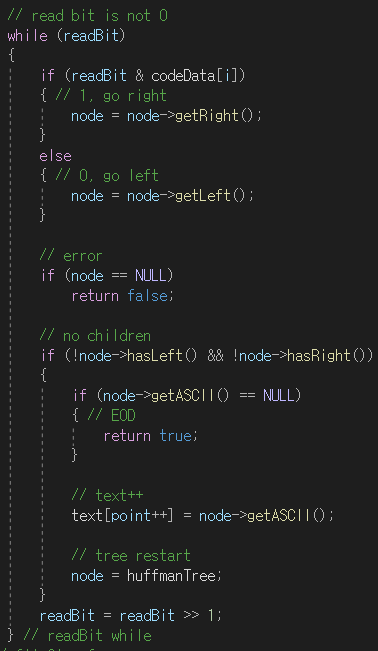 // read bit is not 0
while (readBit)
{
if (readBit & codeData[i])
{ // 1, go right
node = node->getRight();
}
else
{ // 0, go left
node = node->getLeft();
}
// error
if (node == NULL)
return false;
// no children
if (!node->hasLeft() && !node->hasRight())
{
if (node->getASCII() == NULL)
{ // EOD
return true;
}
// text++
text[point++] = node->getASCII();
// tree restart
node = huffmanTree;
}
readBit = readBit >> 1;
} // readBit while